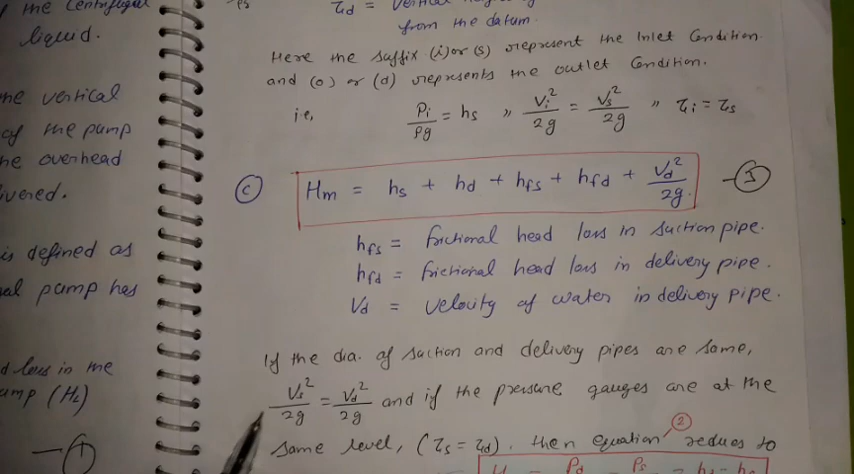 f the Centrifugal
liquid.
the vertical
of the pump
the overhead
ivered.
is defined as
gal pump has
d loss in the
ump (HL)
— ①
Zd = vertical
from the datum.
Here the suffix (i) or (s) represent the Inlet Condition.
and (o) or (d) represents the outlet Condition.
i.e, Pi/ρg = hs ,, Vi²/2g = Vs²/2g ,, Zi = Zs
Ⓒ Hm = hs + hd + hfs + hfd + Vd²/2g. — ③
hfs = frictional head loss in suction pipe.
hfd = frictional head loss in delivery pipe.
Vd = velocity of water in delivery pipe.
If the dia. of suction and delivery pipes are same,
Vs²/2g = Vd²/2g and if the pressure gauges are at the
same level, (Zs = Zd). then equation ② reduces to
Pd Ps